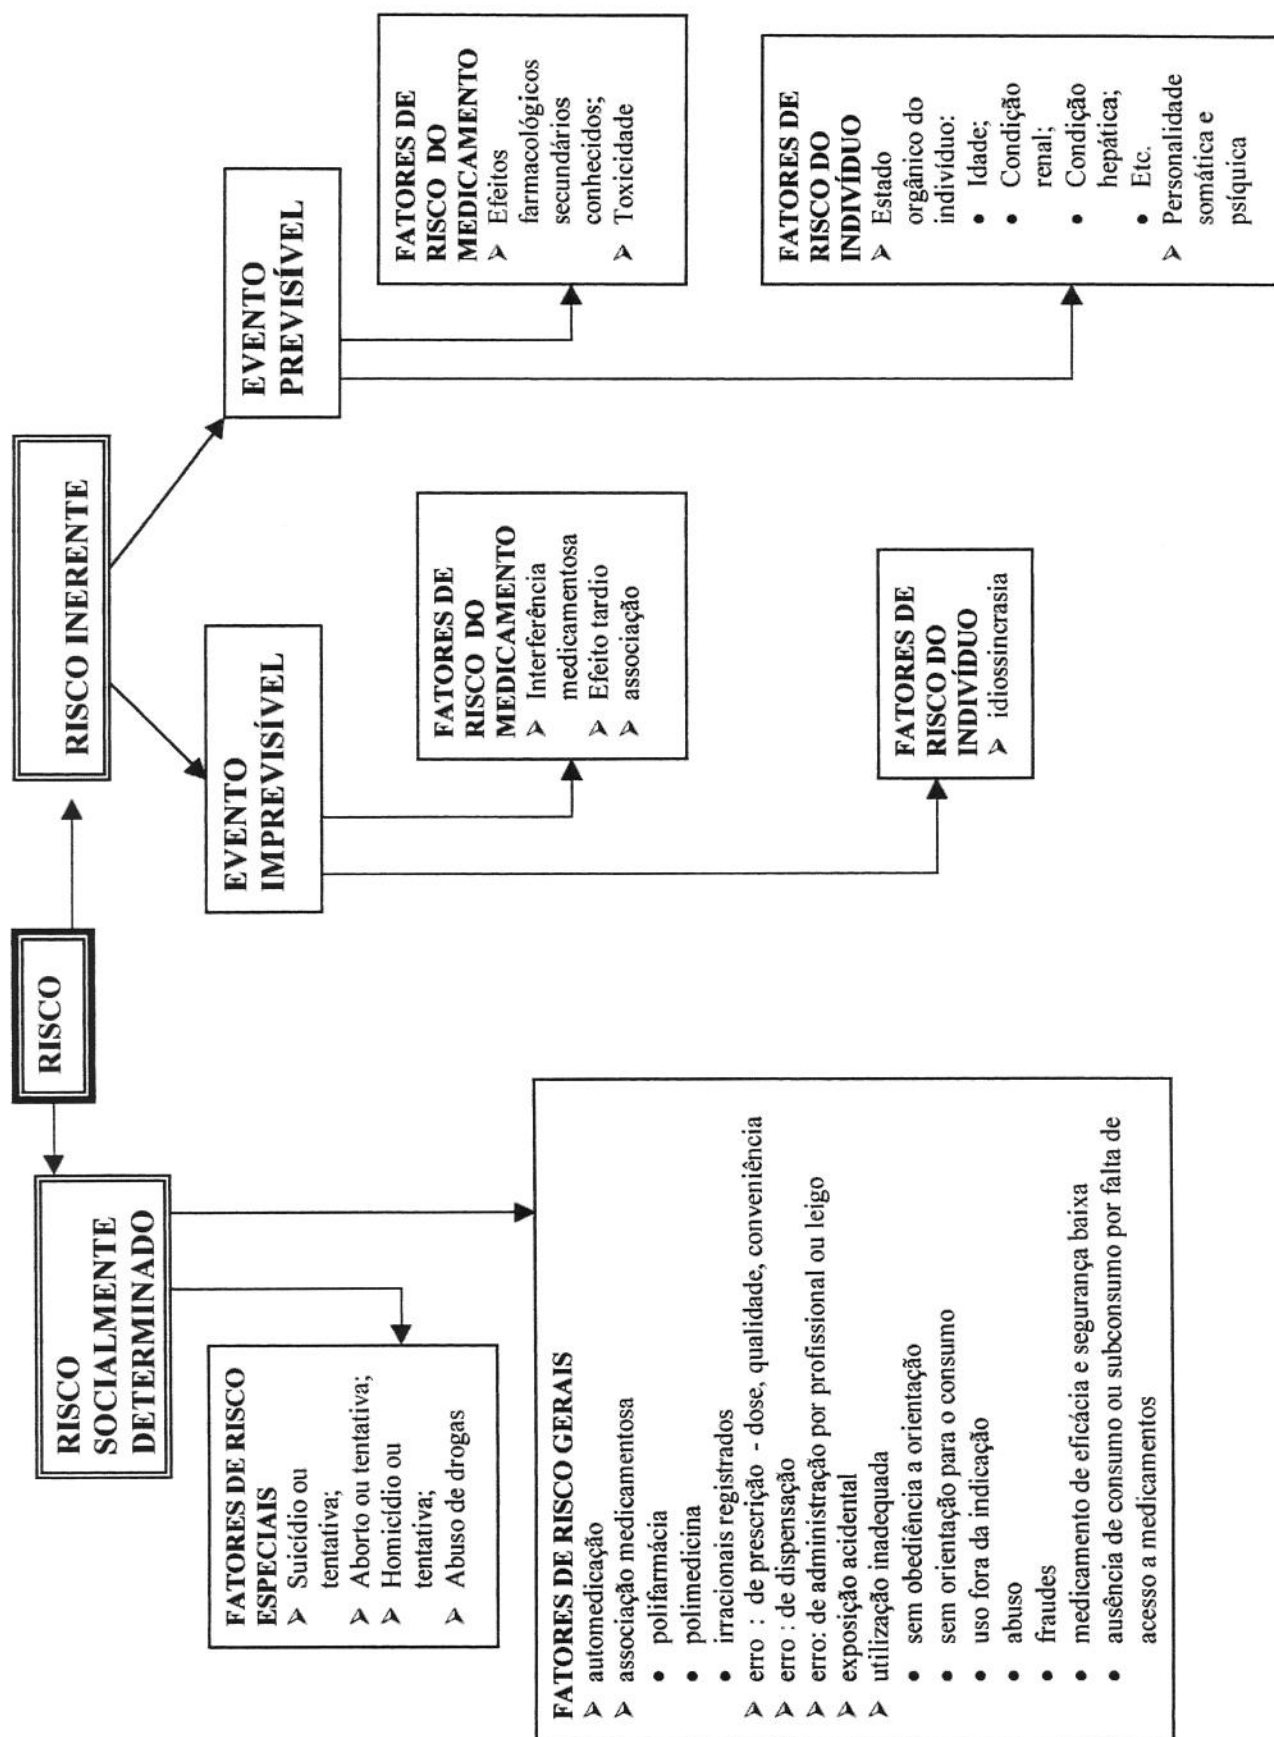 RISCO
RISCO
SOCIALMENTE
DETERMINADO
FATORES DE RISCO
ESPECIAIS
➤ Suicídio ou
tentativa;
➤ Aborto ou tentativa;
➤ Homicídio ou
tentativa;
➤ Abuso de drogas
FATORES DE RISCO GERAIS
➤ automedicação
➤ associação medicamentosa
• polifarmácia
• polimedicina
• irracionais registrados
➤ erro : de prescrição - dose, qualidade, conveniência
➤ erro : de dispensação
➤ erro: de administração por profissional ou leigo
➤ exposição acidental
➤ utilização inadequada
• sem obediência a orientação
• sem orientação para o consumo
• uso fora da indicação
• abuso
• fraudes
• medicamento de eficácia e segurança baixa
• ausência de consumo ou subconsumo por falta de
acesso a medicamentos
RISCO INERENTE
EVENTO
IMPREVISÍVEL
FATORES DE
RISCO DO
MEDICAMENTO
➤ Interferência
medicamentosa
➤ Efeito tardio
➤ associação
FATORES DE
RISCO DO
INDIVÍDUO
➤ idiossincrasia
EVENTO
PREVISÍVEL
FATORES DE
RISCO DO
MEDICAMENTO
➤ Efeitos
farmacológicos
secundários
conhecidos;
➤ Toxicidade
FATORES DE
RISCO DO
INDIVÍDUO
➤ Estado
orgânico do
indivíduo:
• Idade;
• Condição
renal;
• Condição
hepática;
• Etc.
➤ Personalidade
somática e
psíquica